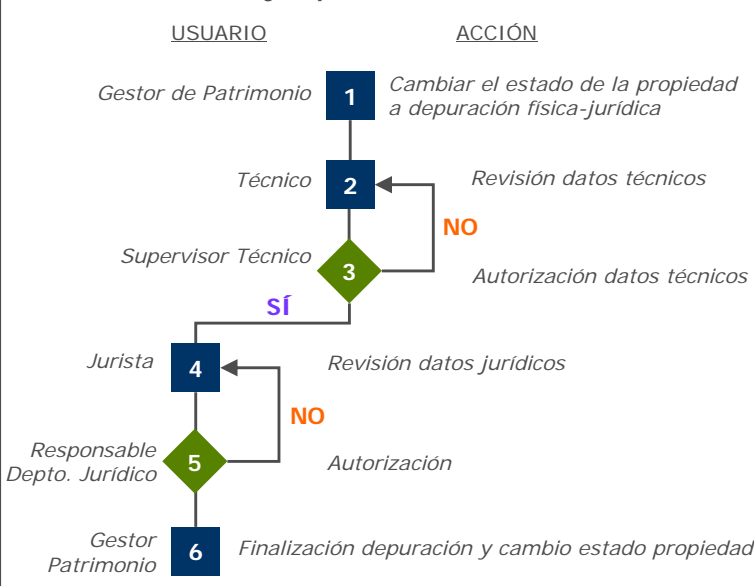 USUARIO ACCIÓN
Gestor de Patrimonio 1 Cambiar el estado de la propiedad
a depuración física-jurídica
Técnico 2 Revisión datos técnicos
NO
Supervisor Técnico 3 Autorización datos técnicos
SÍ
Jurista 4 Revisión datos jurídicos
NO
Responsable
Depto. Jurídico 5 Autorización
Gestor
Patrimonio 6 Finalización depuración y cambio estado propiedad